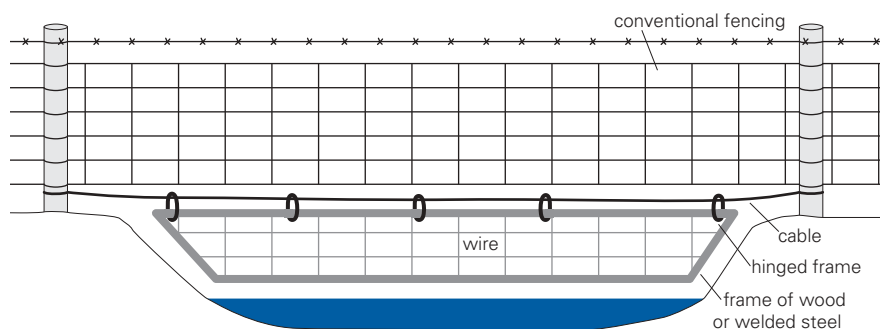 conventional fencing
wire
cable
hinged frame
frame of wood
or welded steel